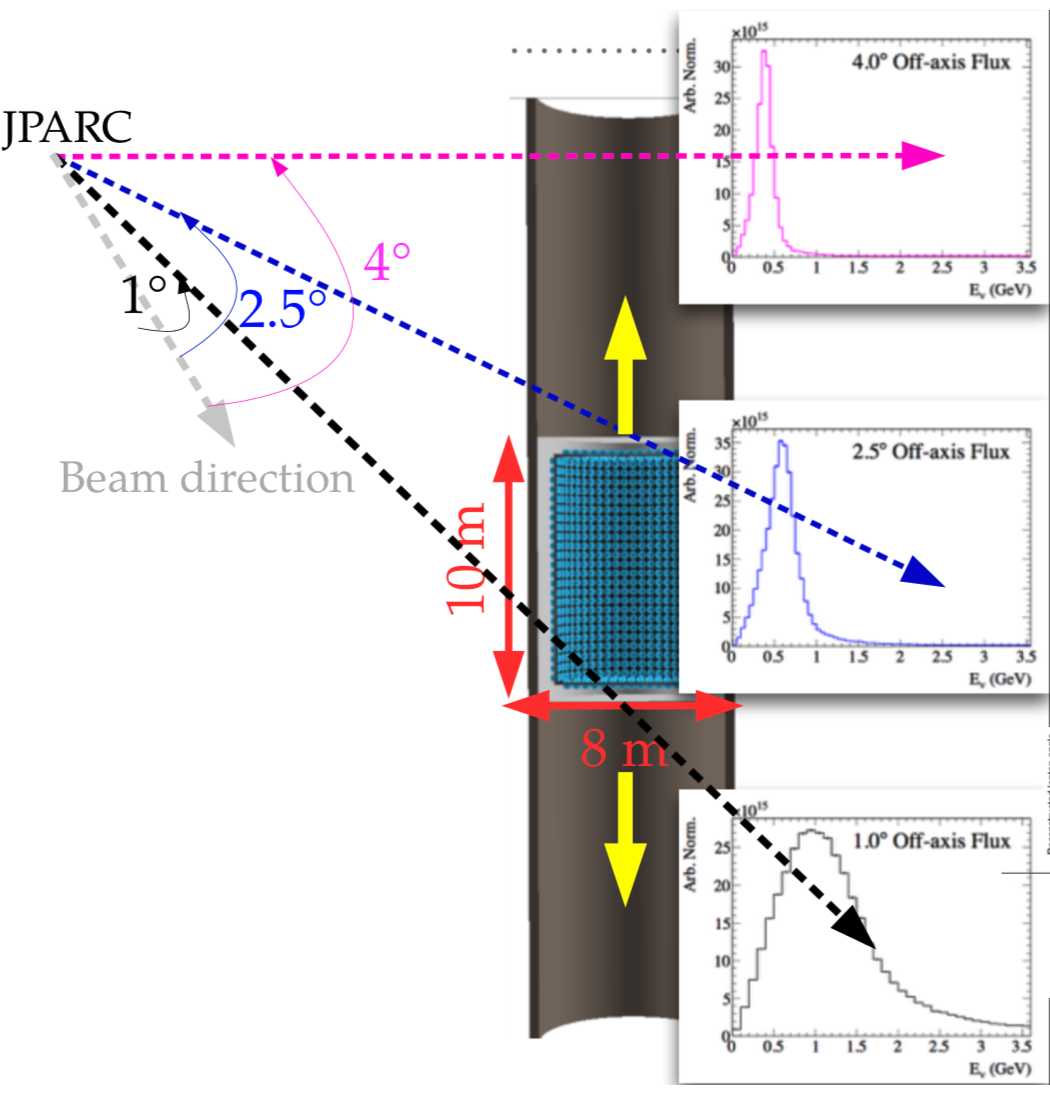 JPARC
1°
2.5°
4°
Beam direction
10 m
8 m
×10¹⁵
4.0° Off-axis Flux
Arb. Norm.
30
25
20
15
10
5
0
0 0.5 1 1.5 2 2.5 3 3.5
Eᵥ (GeV)
×10¹⁵
2.5° Off-axis Flux
Arb. Norm.
35
30
25
20
15
10
5
0
0 0.5 1 1.5 2 2.5 3 3.5
Eᵥ (GeV)
×10¹⁵
1.0° Off-axis Flux
Arb. Norm.
25
20
15
10
5
0
0 0.5 1 1.5 2 2.5 3 3.5
Eᵥ (GeV)